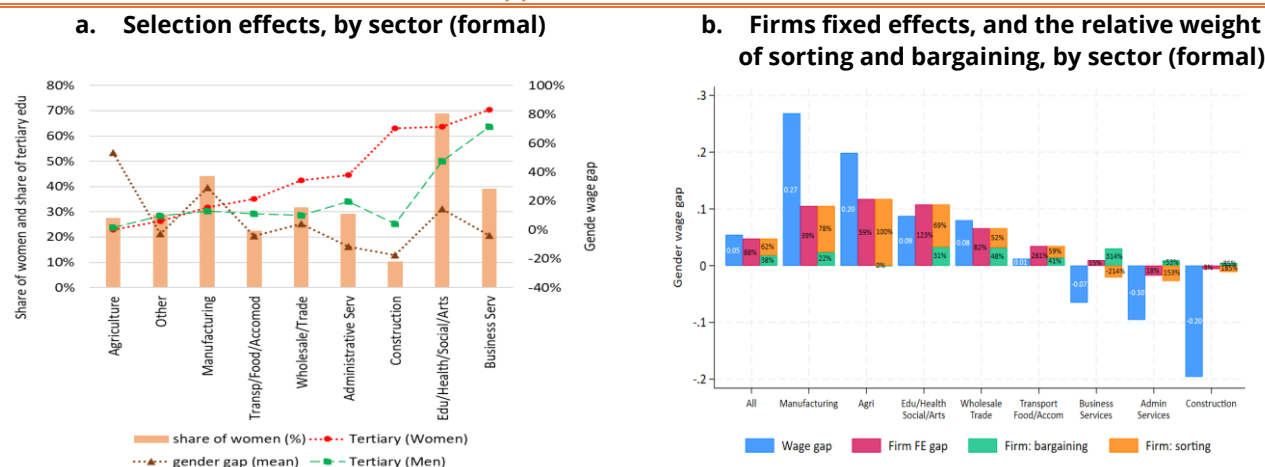 a. Selection effects, by sector (formal)
80%
70%
60%
50%
40%
30%
20%
10%
0%
Share of women and share of tertiary edu
100%
80%
60%
40%
20%
0%
-20%
-40%
Gende wage gap
Agriculture
Other
Manufacturing
Transp/Food/Accomod
Wholesale/Trade
Administrative Serv
Construction
Edu/Health/Social/Arts
Business Serv
share of women (%)
Tertiary (Women)
gender gap (mean)
Tertiary (Men)
b. Firms fixed effects, and the relative weight
of sorting and bargaining, by sector (formal)
Gender wage gap
.3
.2
.1
0
-.1
-.2
0.05
88%
62%
38%
0.27
39%
78%
22%
0.20
59%
100%
0%
0.09
123%
69%
31%
0.08
82%
52%
48%
0.01
281%
59%
41%
-0.07
15%
314%
-214%
-0.10
18%
-53%
153%
-0.20
3%
185%
All
Manufacturing
Agri
Edu/Health
Social/Arts
Wholesale
Trade
Transport
Food/Accom
Business
Services
Admin
Services
Construction
Wage gap
Firm FE gap
Firm: bargaining
Firm: sorting